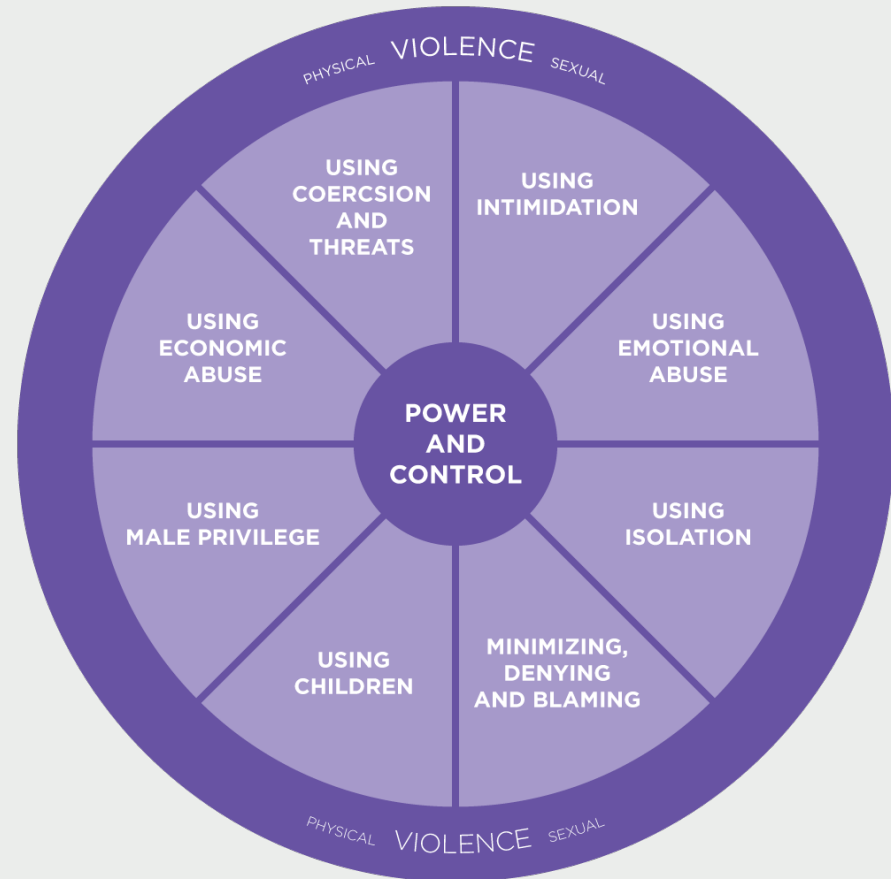 PHYSICAL VIOLENCE SEXUAL
USING
COERCSION
AND
THREATS
USING
INTIMIDATION
USING
EMOTIONAL
ABUSE
USING
ISOLATION
MINIMIZING,
DENYING
AND BLAMING
USING
CHILDREN
USING
MALE PRIVILEGE
USING
ECONOMIC
ABUSE
POWER
AND
CONTROL
PHYSICAL VIOLENCE SEXUAL